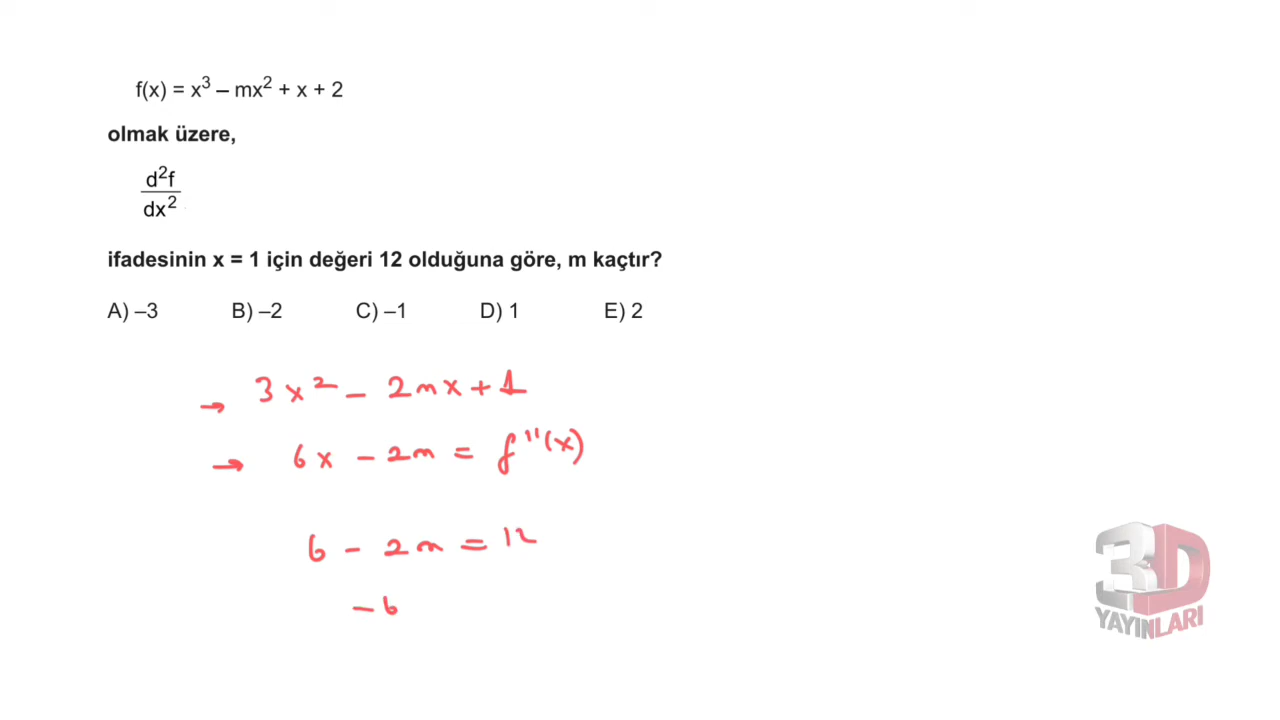 f(x) = x³ – mx² + x + 2
olmak üzere,
d²f
dx²
ifadesinin x = 1 için değeri 12 olduğuna göre, m kaçtır?
A) –3 B) –2 C) –1 D) 1 E) 2
→ 3x² – 2mx + 1
→ 6x – 2m = f''(x)
6 – 2m = 12
– 6
3D
YAYINLARI